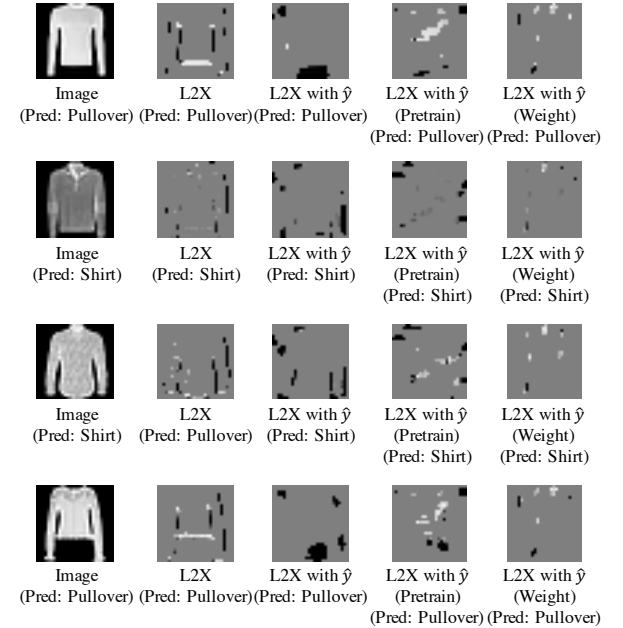 Image L2X L2X with ŷ L2X with ŷ L2X with ŷ
(Pred: Pullover) (Pred: Pullover) (Pred: Pullover) (Pretrain) (Weight)
(Pred: Pullover) (Pred: Pullover)
Image L2X L2X with ŷ L2X with ŷ L2X with ŷ
(Pred: Shirt) (Pred: Shirt) (Pred: Shirt) (Pretrain) (Weight)
(Pred: Shirt) (Pred: Shirt)
Image L2X L2X with ŷ L2X with ŷ L2X with ŷ
(Pred: Shirt) (Pred: Pullover) (Pred: Shirt) (Pretrain) (Weight)
(Pred: Shirt) (Pred: Shirt)
Image L2X L2X with ŷ L2X with ŷ L2X with ŷ
(Pred: Pullover) (Pred: Pullover) (Pred: Pullover) (Pretrain) (Weight)
(Pred: Pullover) (Pred: Pullover)